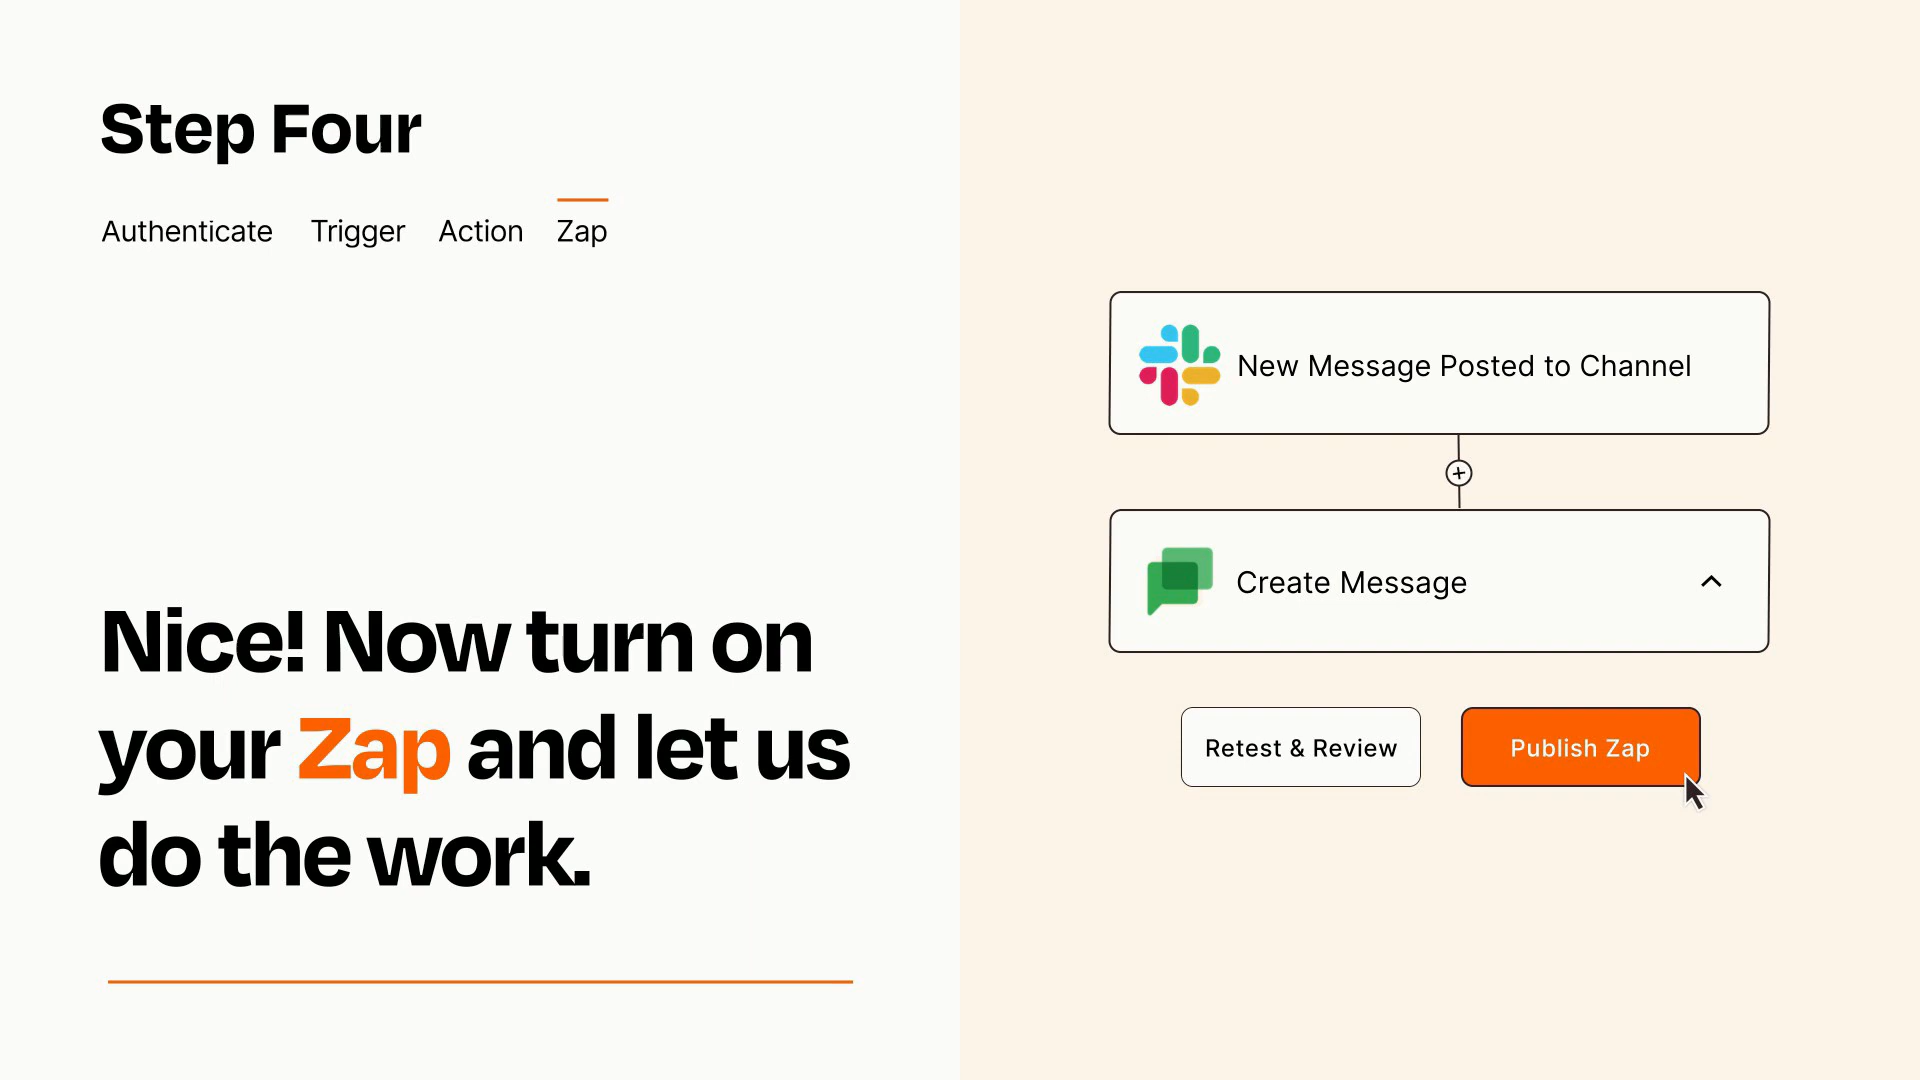 Step Four
Authenticate Trigger Action Zap
Nice! Now turn on
your Zap and let us
do the work.
New Message Posted to Channel
Create Message
Retest & Review
Publish Zap